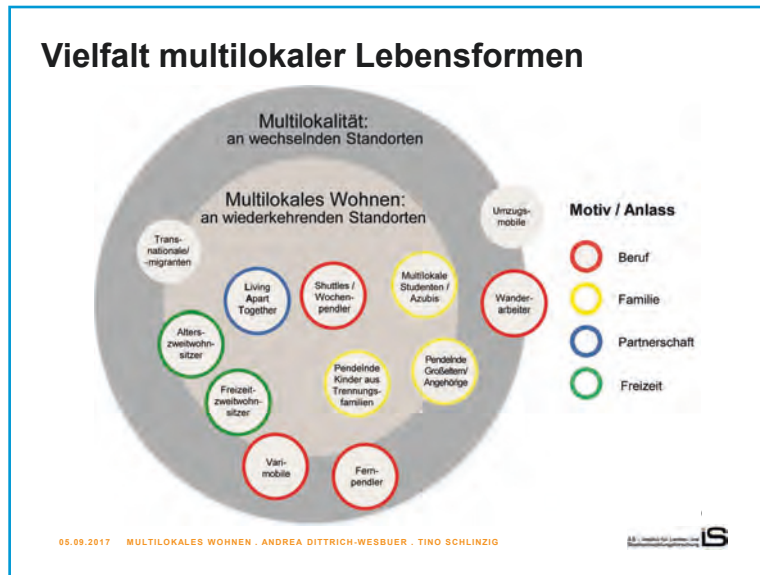 Vielfalt multilokaler Lebensformen
Multilokalität:
an wechselnden Standorten
Multilokales Wohnen:
an wiederkehrenden Standorten
Umzugs-
mobile
Trans-
nationale/
-migranten
Living
Apart
Together
Shuttles /
Wochen-
pendler
Multilokale
Studenten /
Azubis
Wander-
arbeiter
Alters-
zweitwohn-
sitzer
Freizeit-
zweitwohn-
sitzer
Pendelnde
Kinder aus
Trennungs-
familien
Pendelnde
Großeltern/
Angehörige
Vari-
mobile
Fern-
pendler
Motiv / Anlass
Beruf
Familie
Partnerschaft
Freizeit
05.09.2017 MULTILOKALES WOHNEN . ANDREA DITTRICH-WESBUER . TINO SCHLINZIG